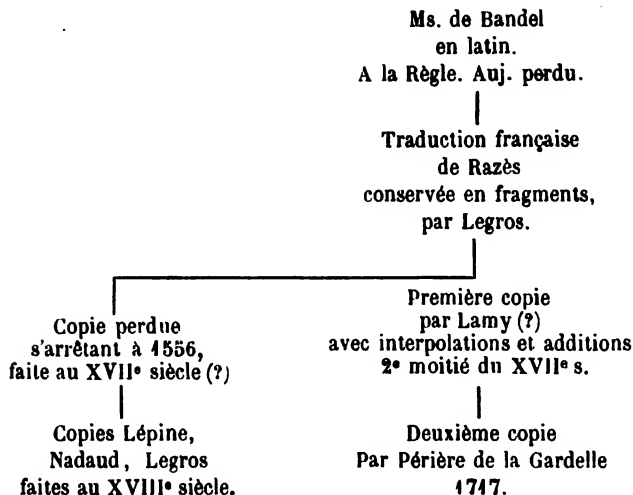 Ms. de Bandel
en latin.
A la Règle. Auj. perdu.
Traduction française
de Razès
conservée en fragments,
par Legros.
Copie perdue
s'arrêtant à 1556,
faite au XVIIe siècle (?)
Copies Lépine,
Nadaud, Legros
faites au XVIIIe siècle.
Première copie
par Lamy (?)
avec interpolations et additions
2e moitié du XVIIe s.
Deuxième copie
Par Périère de la Gardelle
1717.